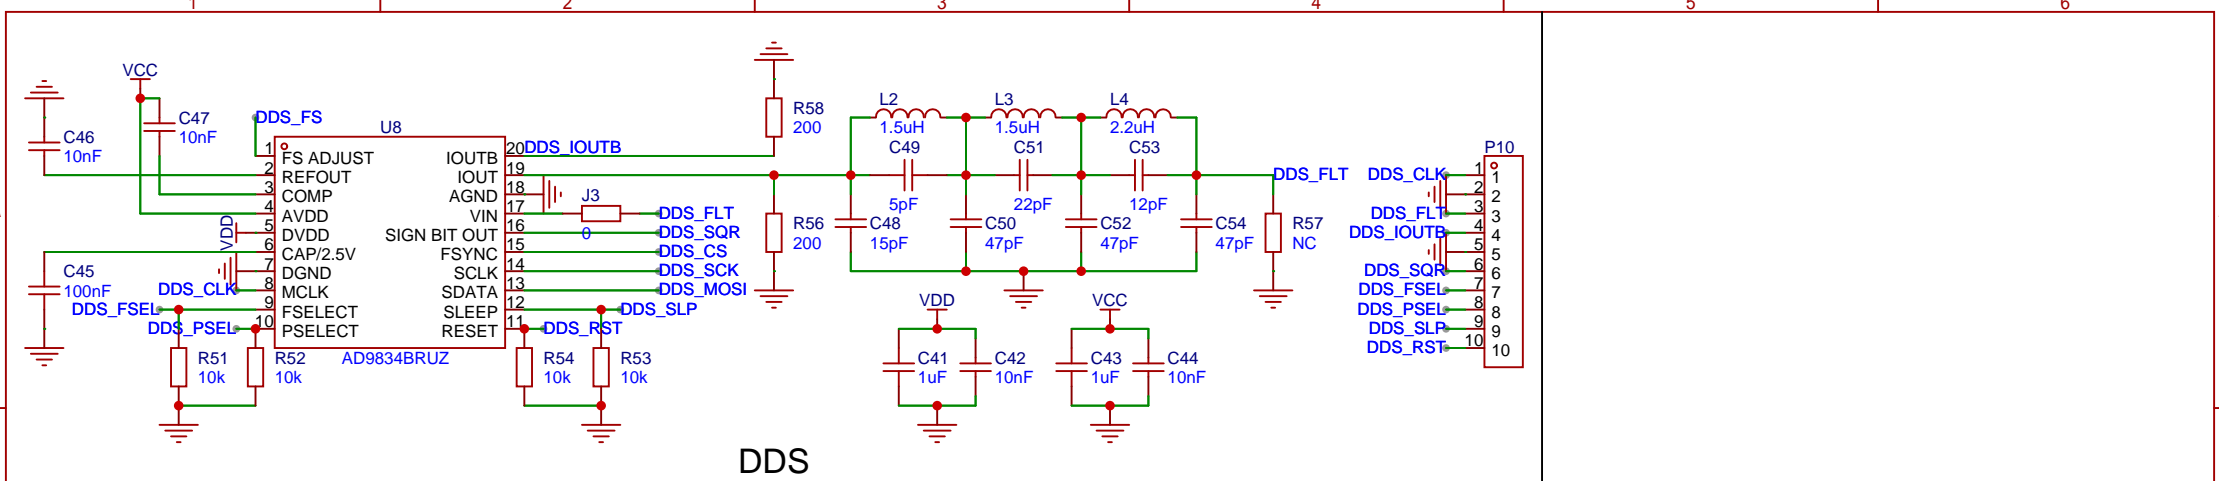 1 2 3 4 5 6
VCC
C46
10nF
C47
10nF
DDS_FS
U8
1 FS ADJUST
2 REFOUT
3 COMP
4 AVDD
5 DVDD
6 CAP/2.5V
7 DGND
8 MCLK
9 FSELECT
10 PSELECT
IOUTB 20
IOUT 19
AGND 18
VIN 17
SIGN BIT OUT 16
FSYNC 15
SCLK 14
SDATA 13
SLEEP 12
RESET 11
AD9834BRUZ
VDD
C45
100nF
DDS_CLK
DDS_FSEL
DDS_PSEL
R51
10k
R52
10k
DDS_IOUTB
J3
0
DDS_FLT
DDS_SQR
DDS_CS
DDS_SCK
DDS_MOSI
DDS_SLP
DDS_RST
R54
10k
R53
10k
R58
200
R56
200
L2
1.5uH
C49
5pF
L3
1.5uH
C51
22pF
L4
2.2uH
C53
12pF
C48
15pF
C50
47pF
C52
47pF
C54
47pF
DDS_FLT
R57
NC
VDD
C41
1uF
C42
10nF
VCC
C43
1uF
C44
10nF
P10
DDS_CLK 1 1
2 2
DDS_FLT 3 3
DDS_IOUTB 4 4
5 5
DDS_SQR 6 6
DDS_FSEL 7 7
DDS_PSEL 8 8
DDS_SLP 9 9
DDS_RST 10 10
DDS